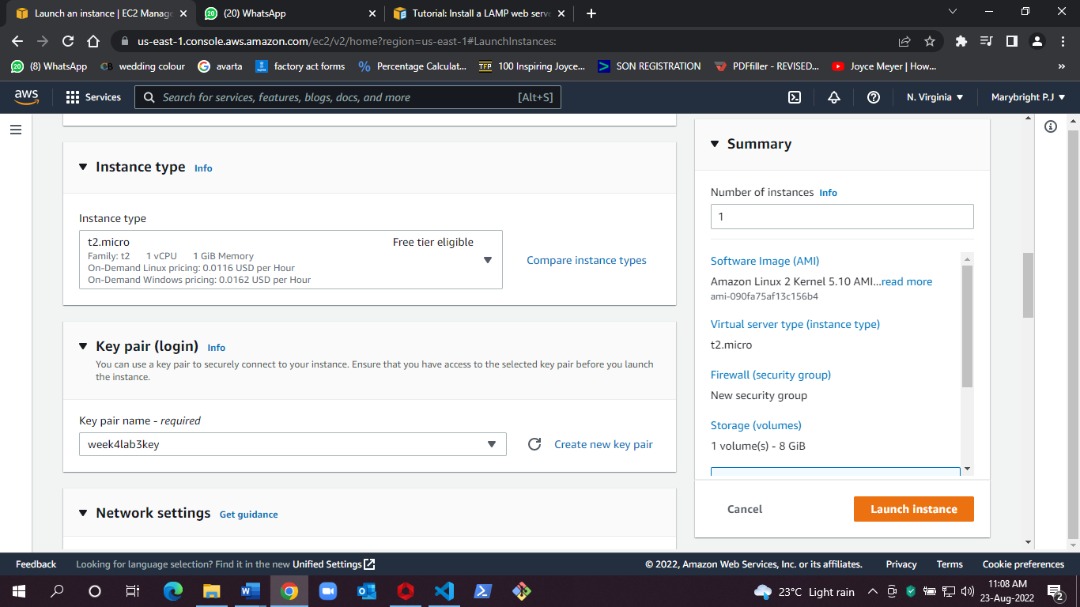 Launch an instance | EC2 Manage
(20) WhatsApp
Tutorial: Install a LAMP web serve
us-east-1.console.aws.amazon.com/ec2/v2/home?region=us-east-1#LaunchInstances:
(8) WhatsApp
wedding colour
avarta
factory act forms
Percentage Calculat...
100 Inspiring Joyce...
SON REGISTRATION
PDFfiller - REVISED...
Joyce Meyer | How...
aws
Services
Search for services, features, blogs, docs, and more
[Alt+S]
N. Virginia
Marybright P.J
Instance type Info
Instance type
t2.micro
Free tier eligible
Family: t2 1 vCPU 1 GiB Memory
On-Demand Linux pricing: 0.0116 USD per Hour
On-Demand Windows pricing: 0.0162 USD per Hour
Compare instance types
Key pair (login) Info
You can use a key pair to securely connect to your instance. Ensure that you have access to the selected key pair before you launch
the instance.
Key pair name - required
week4lab3key
Create new key pair
Network settings Get guidance
Summary
Number of instances Info
1
Software Image (AMI)
Amazon Linux 2 Kernel 5.10 AMI...read more
ami-090fa75af13c156b4
Virtual server type (instance type)
t2.micro
Firewall (security group)
New security group
Storage (volumes)
1 volume(s) - 8 GiB
Cancel
Launch instance
Feedback
Looking for language selection? Find it in the new Unified Settings
© 2022, Amazon Web Services, Inc. or its affiliates.
Privacy
Terms
Cookie preferences
23°C Light rain
11:08 AM
23-Aug-2022
2